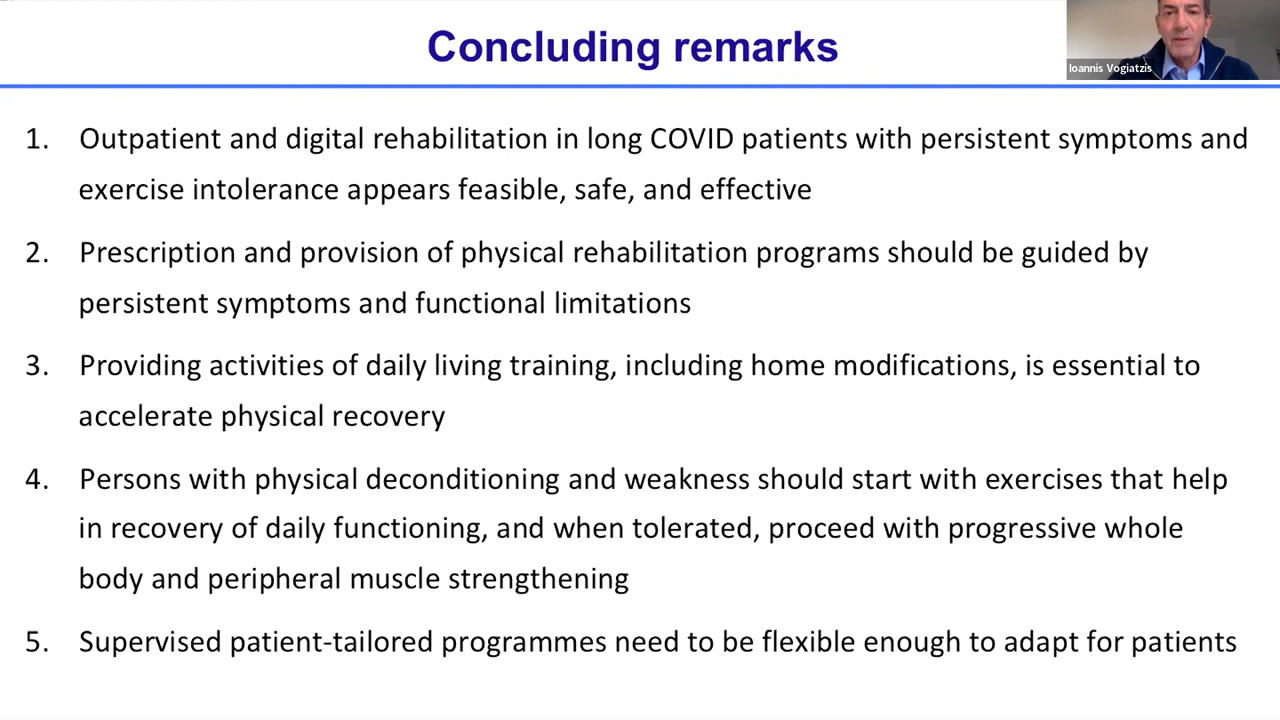 Concluding remarks
Ioannis Vogiatzis
1. Outpatient and digital rehabilitation in long COVID patients with persistent symptoms and
exercise intolerance appears feasible, safe, and effective
2. Prescription and provision of physical rehabilitation programs should be guided by
persistent symptoms and functional limitations
3. Providing activities of daily living training, including home modifications, is essential to
accelerate physical recovery
4. Persons with physical deconditioning and weakness should start with exercises that help
in recovery of daily functioning, and when tolerated, proceed with progressive whole
body and peripheral muscle strengthening
5. Supervised patient-tailored programmes need to be flexible enough to adapt for patients